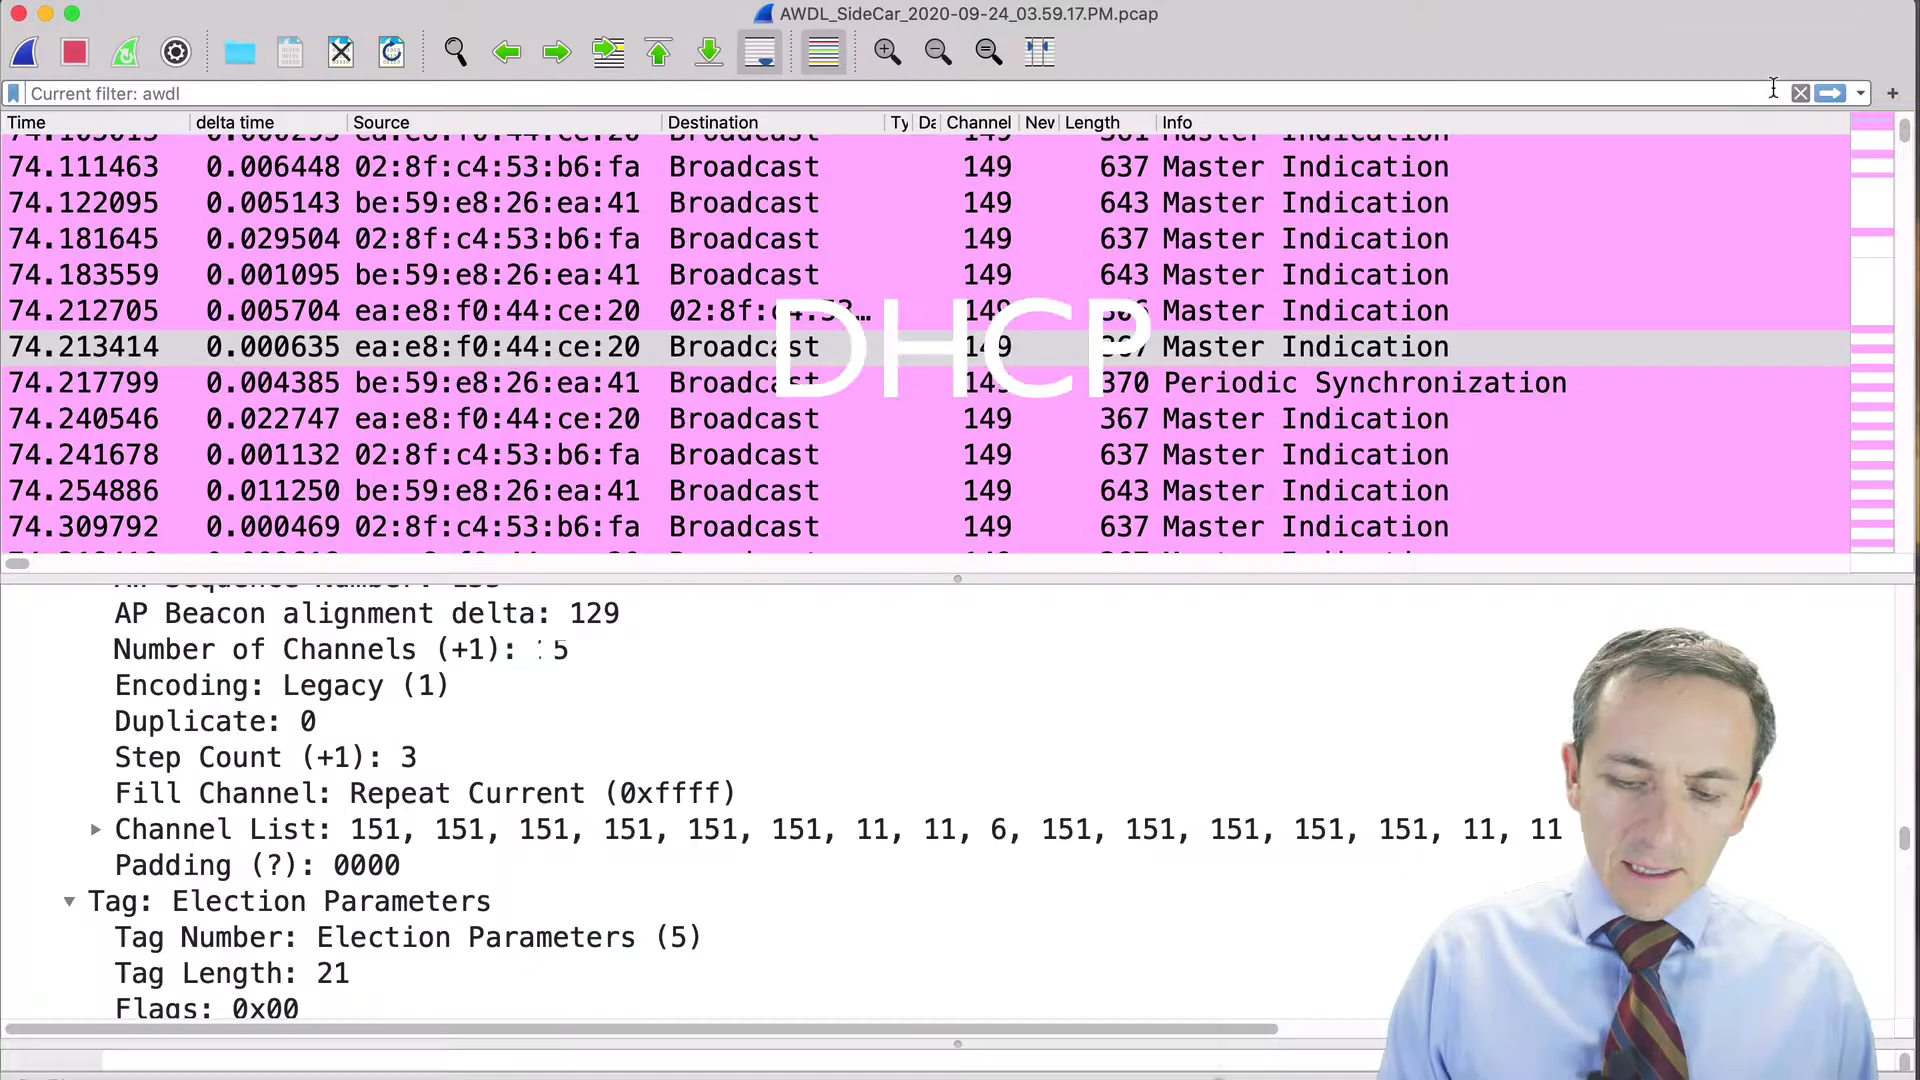 AWDL_SideCar_2020-09-24_03.59.17.PM.pcap
Current filter: awdl
Time delta time Source Destination Channel Length Info
74.111463 0.006448 02:8f:c4:53:b6:fa Broadcast 149 637 Master Indication
74.122095 0.005143 be:59:e8:26:ea:41 Broadcast 149 643 Master Indication
74.181645 0.029504 02:8f:c4:53:b6:fa Broadcast 149 637 Master Indication
74.183559 0.001095 be:59:e8:26:ea:41 Broadcast 149 643 Master Indication
74.212705 0.005704 ea:e8:f0:44:ce:20 Master Indication
74.213414 0.000635 ea:e8:f0:44:ce:20 Broadcast 149 367 Master Indication
DHCP
74.217799 0.004385 be:59:e8:26:ea:41 Broadcast 149 370 Periodic Synchronization
74.240546 0.022747 ea:e8:f0:44:ce:20 Broadcast 149 367 Master Indication
74.241678 0.001132 02:8f:c4:53:b6:fa Broadcast 149 637 Master Indication
74.254886 0.011250 be:59:e8:26:ea:41 Broadcast 149 643 Master Indication
74.309792 0.000469 02:8f:c4:53:b6:fa Broadcast 149 637 Master Indication
AP Beacon alignment delta: 129
Number of Channels (+1): 15
Encoding: Legacy (1)
Duplicate: 0
Step Count (+1): 3
Fill Channel: Repeat Current (0xffff)
Channel List: 151, 151, 151, 151, 151, 151, 11, 11, 6, 151, 151, 151, 151, 151, 11, 11
Padding (?): 0000
Tag: Election Parameters
Tag Number: Election Parameters (5)
Tag Length: 21
Flags: 0x00